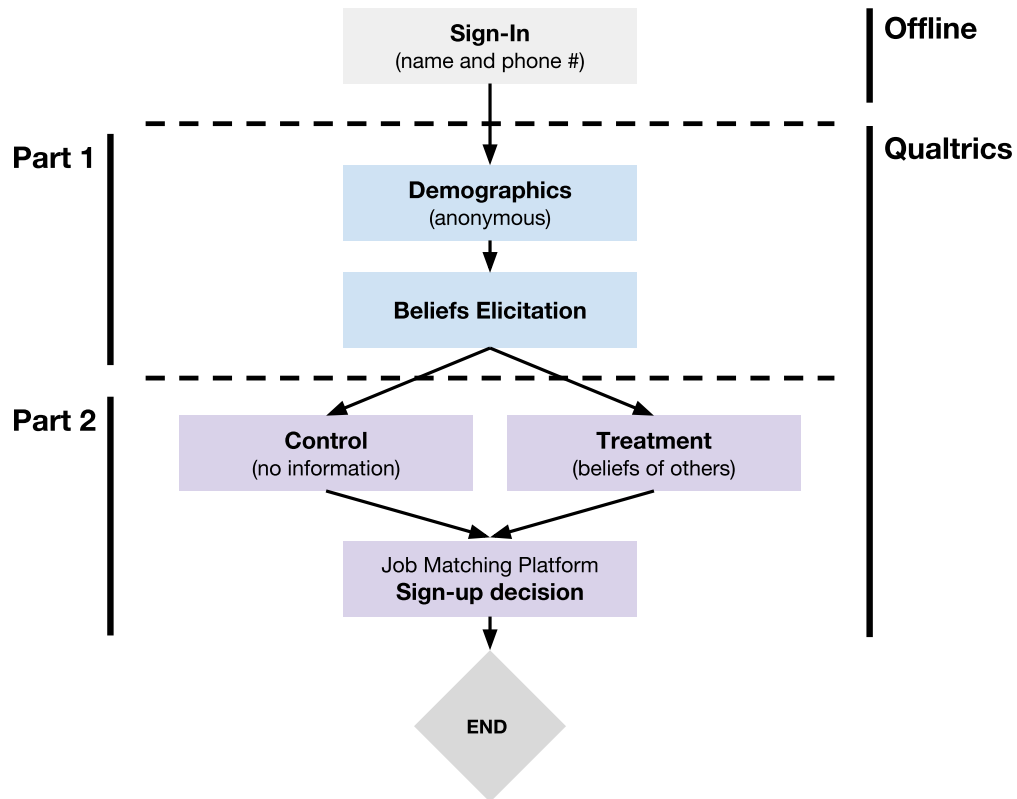 Sign-In
(name and phone #)
Offline
Part 1
Qualtrics
Demographics
(anonymous)
Beliefs Elicitation
Part 2
Control
(no information)
Treatment
(beliefs of others)
Job Matching Platform
Sign-up decision
END